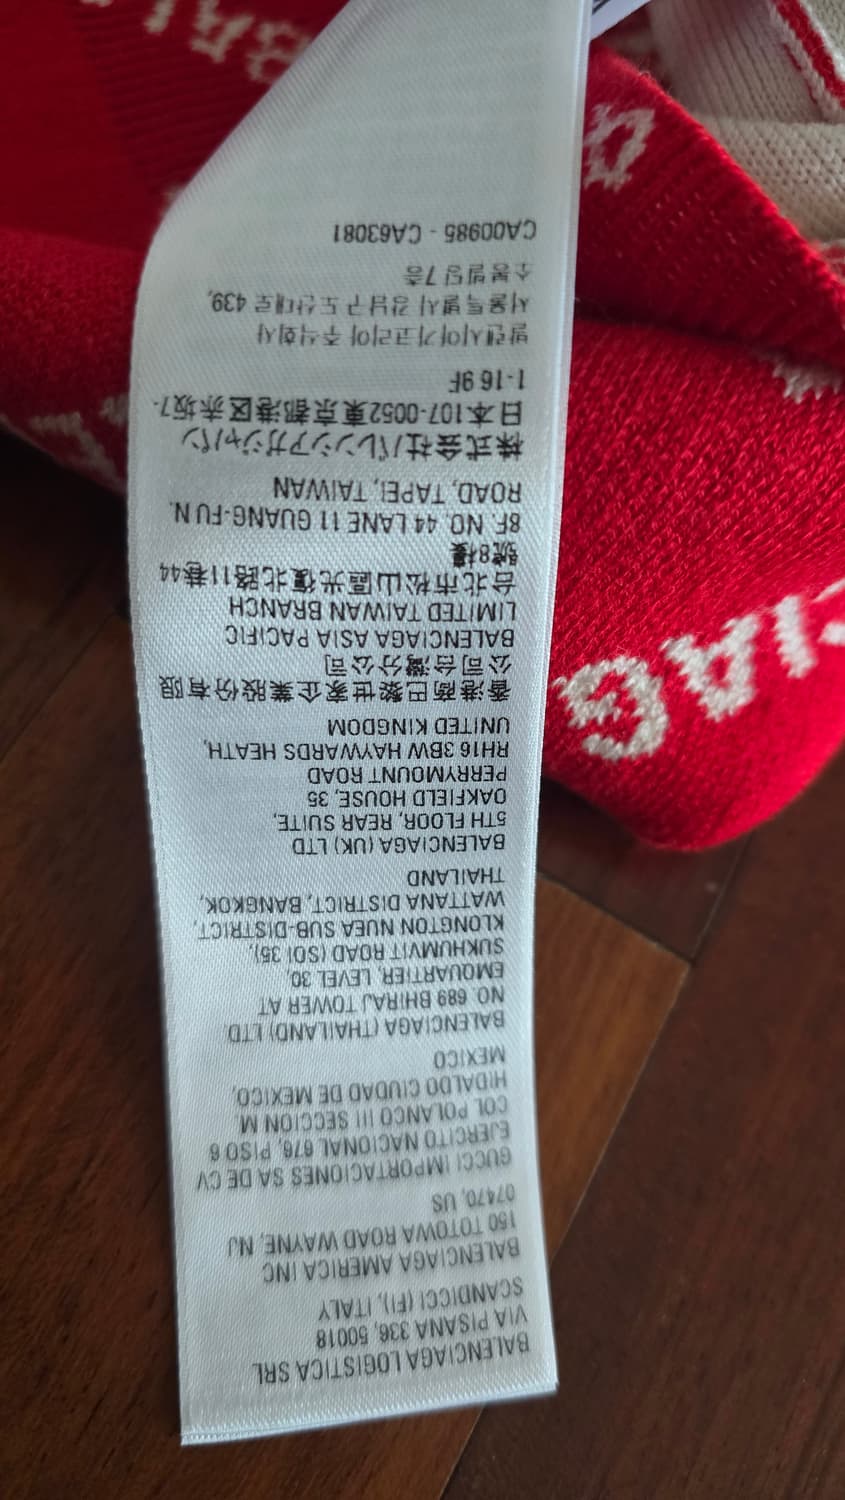 BALENCIAGA LOGISTICA SRL
VIA PISANA 336, 50018
SCANDICCI (FI), ITALY
BALENCIAGA AMERICA INC
150 TOTOWA ROAD WAYNE, NJ
07470, US
GUCCI IMPORTACIONES SA DE CV
EJERCITO NACIONAL 676, PISO 6
COL POLANCO III SECCION M.
HIDALGO CIUDAD DE MEXICO,
MEXICO
BALENCIAGA (THAILAND) LTD
NO. 689 BHIRAJ TOWER AT
EMQUARTIER, LEVEL 30,
SUKHUMVIT ROAD (SOI 35),
KLONGTON NUEA SUB-DISTRICT,
WATTANA DISTRICT, BANGKOK,
THAILAND
BALENCIAGA (UK) LTD
5TH FLOOR, REAR SUITE,
OAKFIELD HOUSE, 35
PERRYMOUNT ROAD
RH16 3BW HAYWARDS HEATH,
UNITED KINGDOM
香港商巴黎世家企業股份有限
公司台灣分公司
BALENCIAGA ASIA PACIFIC
LIMITED TAIWAN BRANCH
台北市松山區光復北路11巷44
號8樓
8F. NO. 44 LANE 11 GUANG-FU N.
ROAD, TAPEI, TAIWAN
株式会社バレンシアガジャパン
日本107-0052東京都港区赤坂7-
1-16 9F
발렌시아가코리아 주식회사
서울특별시 강남구 도산대로 439,
소봉빌딩 7층
CA00985 - CA63081
CIAG
BAL